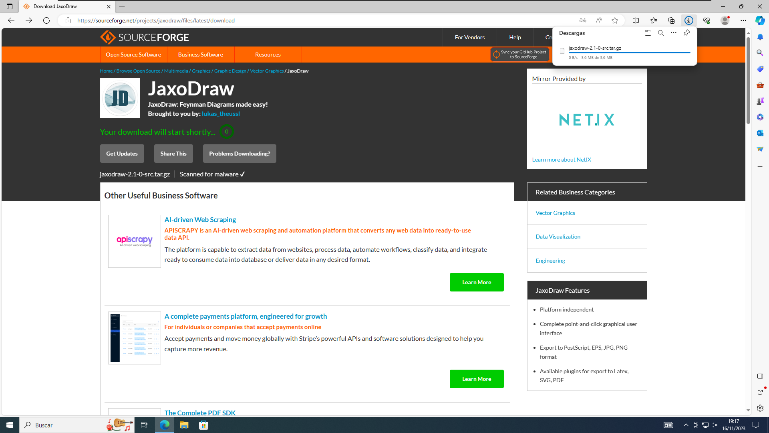 Download JaxoDraw
https://sourceforge.net/projects/jaxodraw/files/latest/download
SOURCEFORGE
For Vendors Help
Open Source Software Business Software Resources
Sync your GitHub Project to SourceForge
Descargas
jaxodraw-2.1-0-src.tar.gz
Home / Browse Open Source / Multimedia / Graphics / Graphic Design / Vector Graphics / JaxoDraw
JD
JaxoDraw
JaxoDraw: Feynman Diagrams made easy!
Brought to you by: lukas_theussl
Your download will start shortly... 0
Get Updates
Share This
Problems Downloading?
jaxodraw-2.1-0-src.tar.gz Scanned for malware ✓
Mirror Provided by
NETIX
Learn more about NetIX
Other Useful Business Software
apiscrapy
AI-driven Web Scraping
APISCRAPY is an AI-driven web scraping and automation platform that converts any web data into ready-to-use
data API.
The platform is capable to extract data from websites, process data, automate workflows, classify data, and integrate
ready to consume data into database or deliver data in any desired format.
Learn More
A complete payments platform, engineered for growth
For individuals or companies that accept payments online
Accept payments and move money globally with Stripe's powerful APIs and software solutions designed to help you
capture more revenue.
Learn More
The Complete PDF SDK
Related Business Categories
Vector Graphics
Data Visualization
Engineering
JaxoDraw Features
Platform independent
Complete point-and-click graphical user
interface
Export to PostScript, EPS, JPG, PNG
format
Available plugins for export to Latex,
SVG, PDF
Buscar
19:17